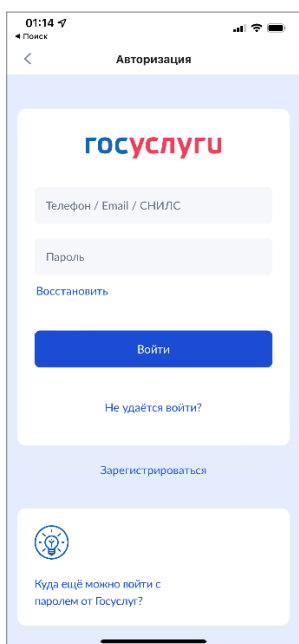 01:14
Поиск
Авторизация
госуслуги
Телефон / Email / СНИЛС
Пароль
Восстановить
Войти
Не удаётся войти?
Зарегистрироваться
Куда ещё можно войти с
паролем от Госуслуг?